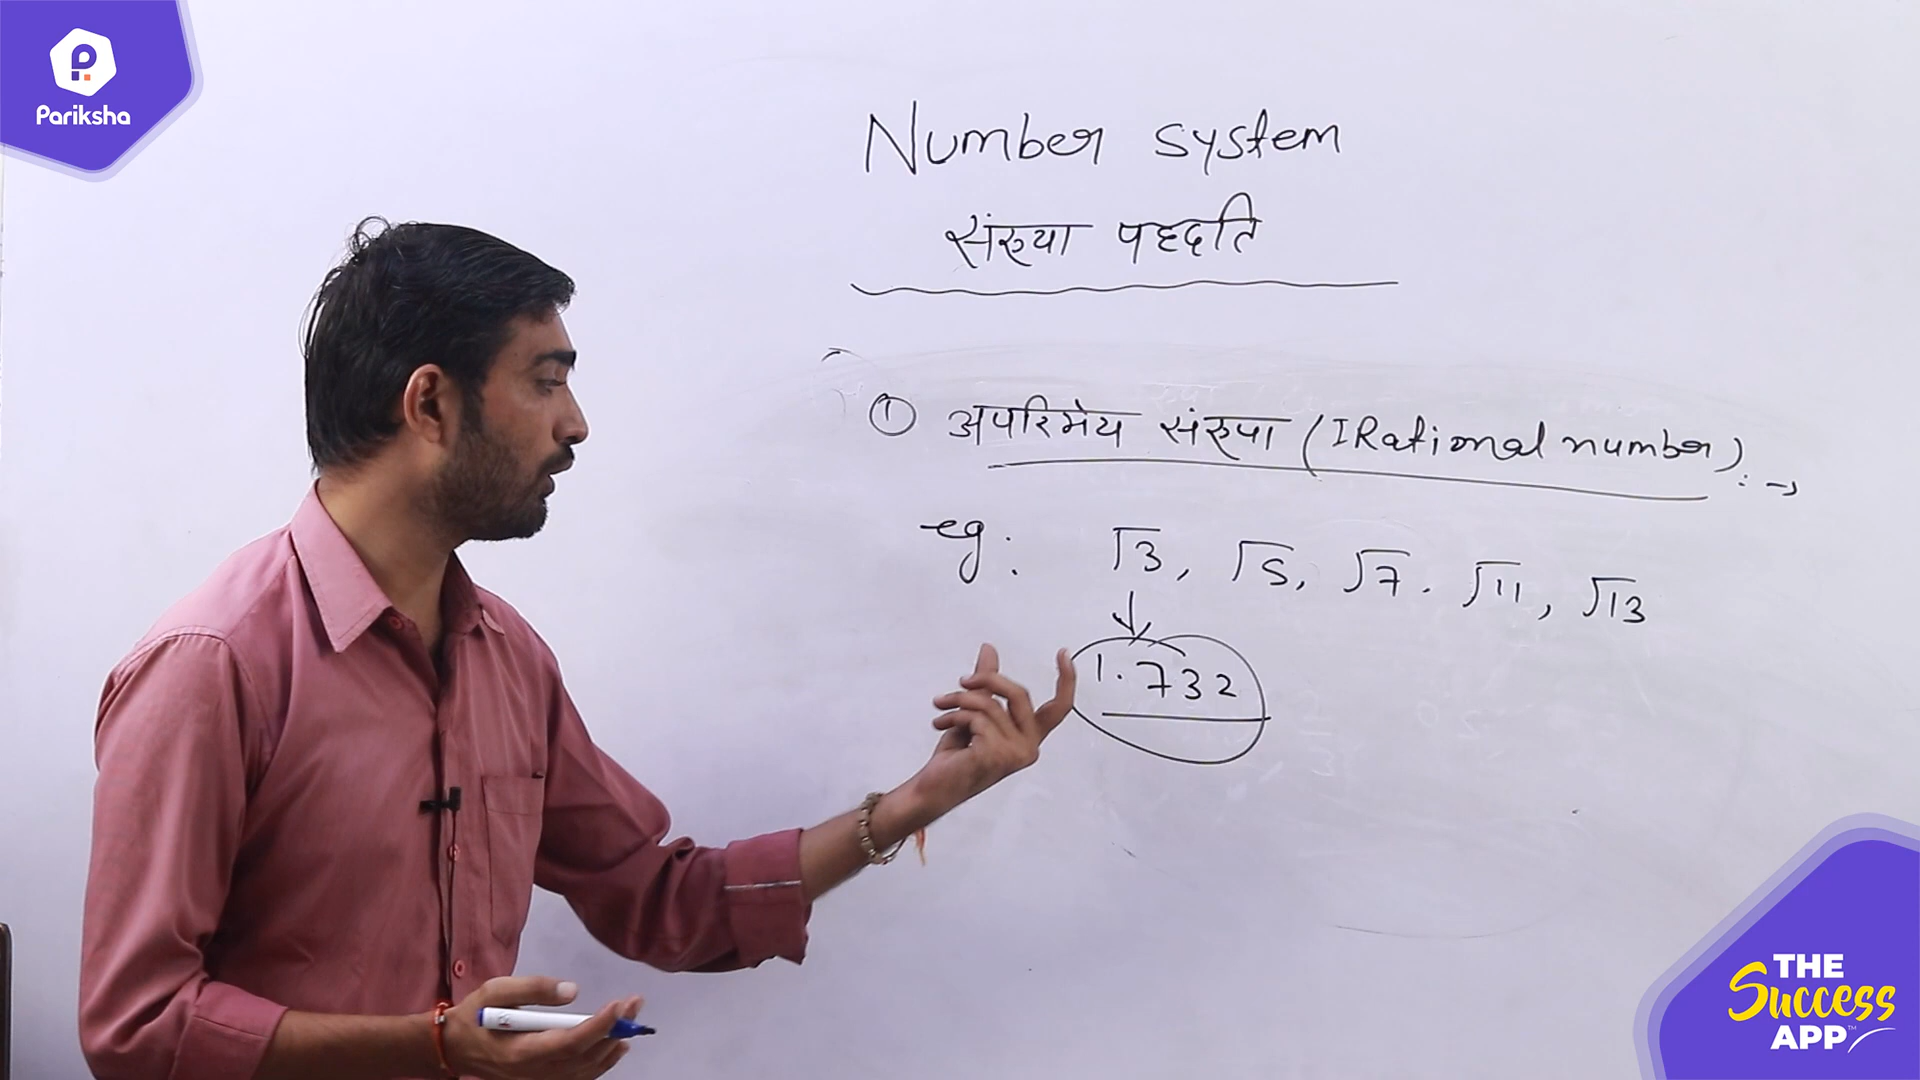 Pariksha
Number system
संख्या पद्धति
① अपरिमेय संख्या (IRational number) : →
eg: √3, √5, √7. √11, √13
1.732
THE
Success
APP™